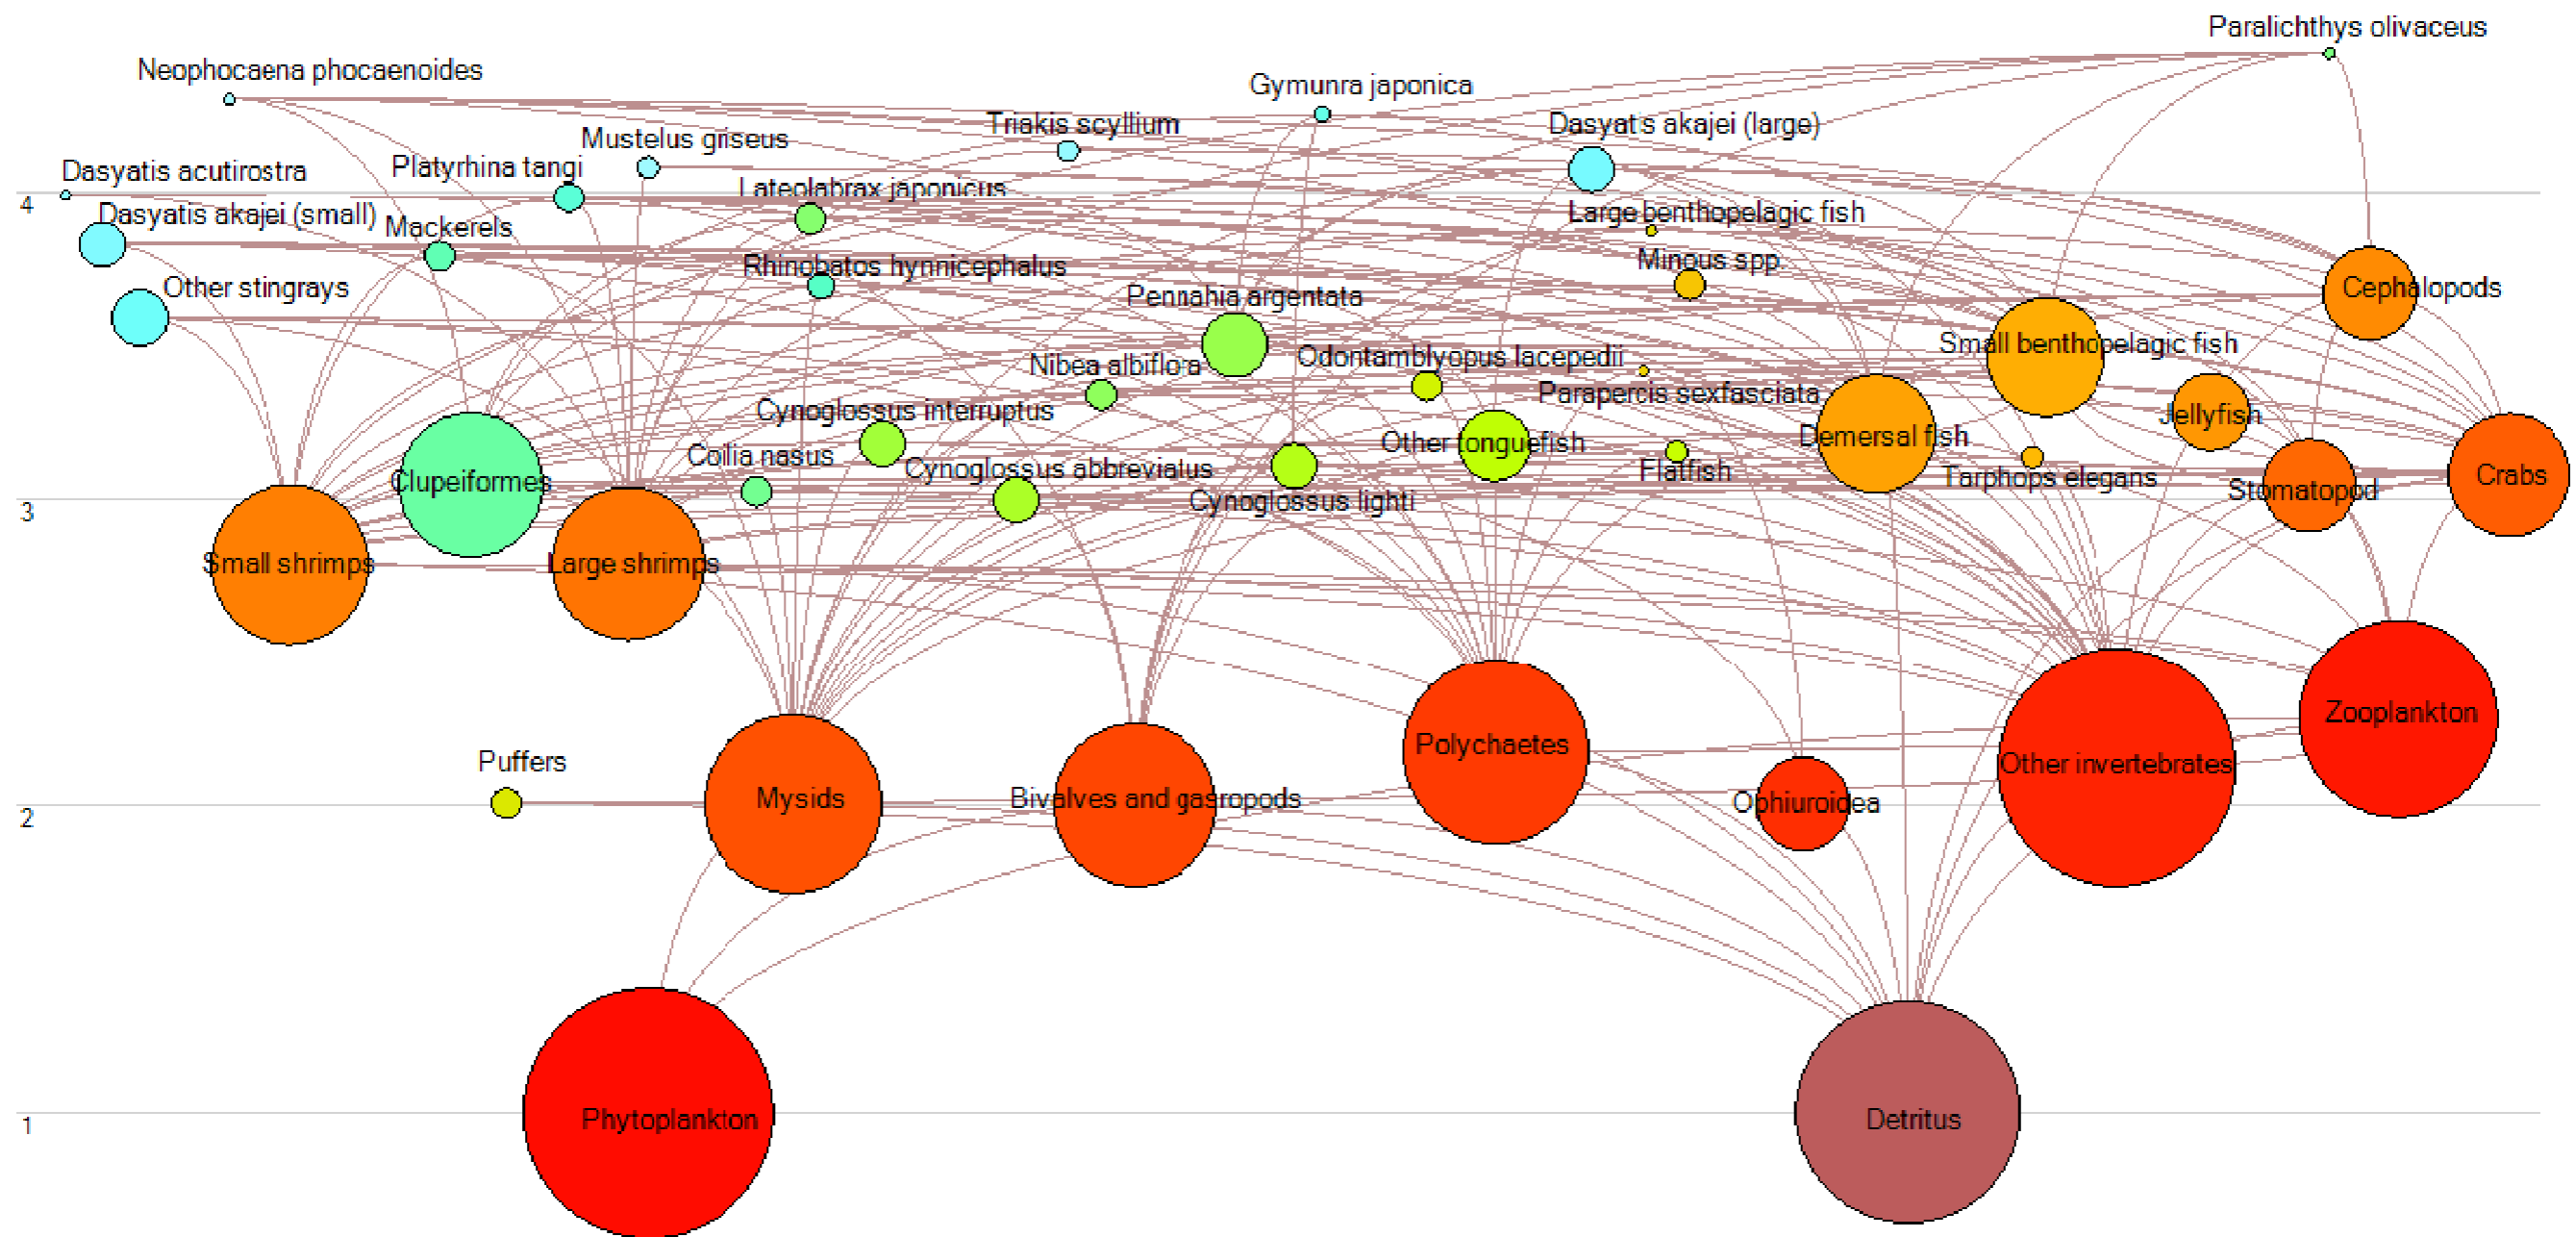 Paralichthys olivaceus
Neophocaena phocaenoides
Gymunra japonica
Triakis scyllium
Dasyatis akajei (large)
Mustelus griseus
Platyrhina tangi
Dasyatis acutirostra
Lateolabrax japonicus
4
Dasyatis akajei (small)
Large benthopelagic fish
Mackerels
Minous spp.
Rhinobatos hynnicephalus
Other stingrays
Cephalopods
Pennahia argentata
Small benthopelagic fish
Odontamblyopus lacepedii
Nibea albiflora
Parapercis sexfasciata
Cynoglossus interruptus
Jellyfish
Demersal fish
Other tonguefish
Coilia nasus
Cynoglossus abbreviatus
Flatfish
Crabs
Tarphops elegans
Clupeiformes
Stomatopod
Cynoglossus lighti
3
Small shrimps
Large shrimps
Zooplankton
Polychaetes
Puffers
Other invertebrates
Mysids
Bivalves and gasropods
Ophiuroidea
2
Phytoplankton
Detritus
1